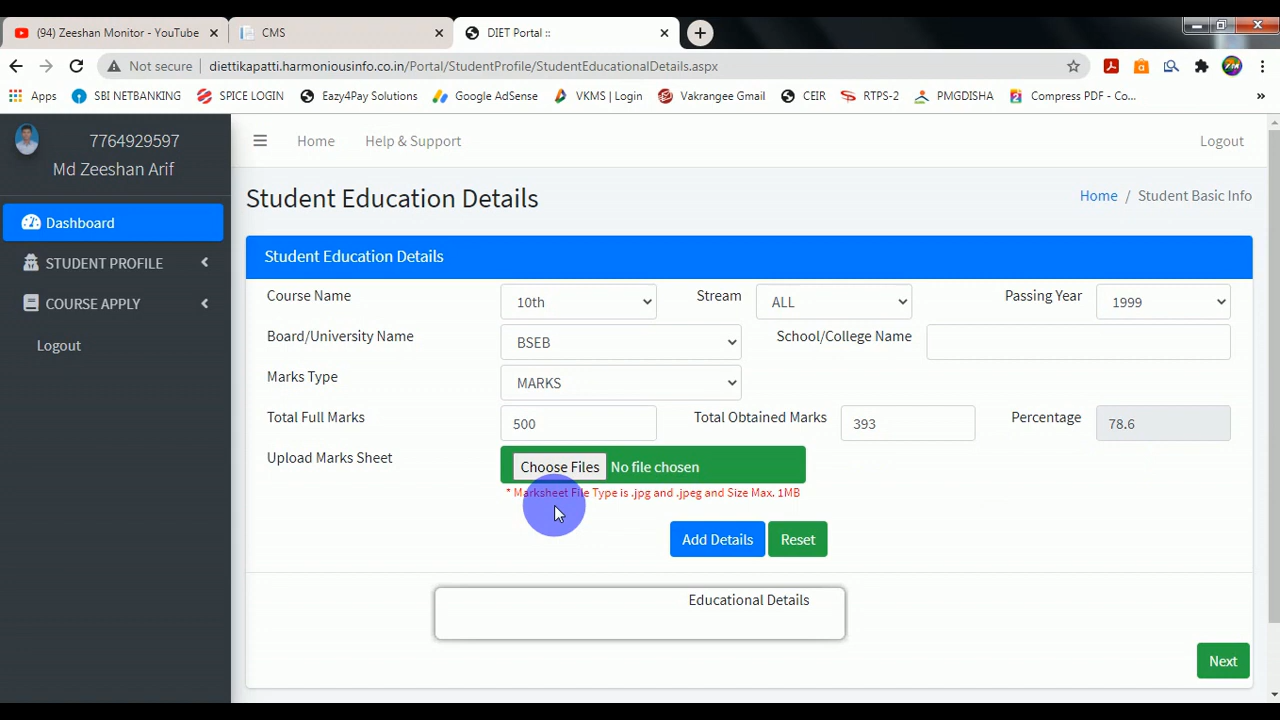 (94) Zeeshan Monitor - YouTube
CMS
DIET Portal ::
Not secure
diettikapatti.harmoniousinfo.co.in/Portal/StudentProfile/StudentEducationalDetails.aspx
Apps
SBI NETBANKING
SPICE LOGIN
Eazy4Pay Solutions
Google AdSense
VKMS | Login
Vakrangee Gmail
CEIR
RTPS-2
PMGDISHA
Compress PDF - Co...
»
7764929597
Md Zeeshan Arif
Dashboard
STUDENT PROFILE
COURSE APPLY
Logout
Home
Help & Support
Logout
Student Education Details
Home / Student Basic Info
Student Education Details
Course Name
10th
Stream
ALL
Passing Year
1999
Board/University Name
BSEB
School/College Name
Marks Type
MARKS
Total Full Marks
500
Total Obtained Marks
393
Percentage
78.6
Upload Marks Sheet
Choose Files
No file chosen
* Marksheet File Type is .jpg and .jpeg and Size Max. 1MB
Add Details
Reset
Educational Details
Next